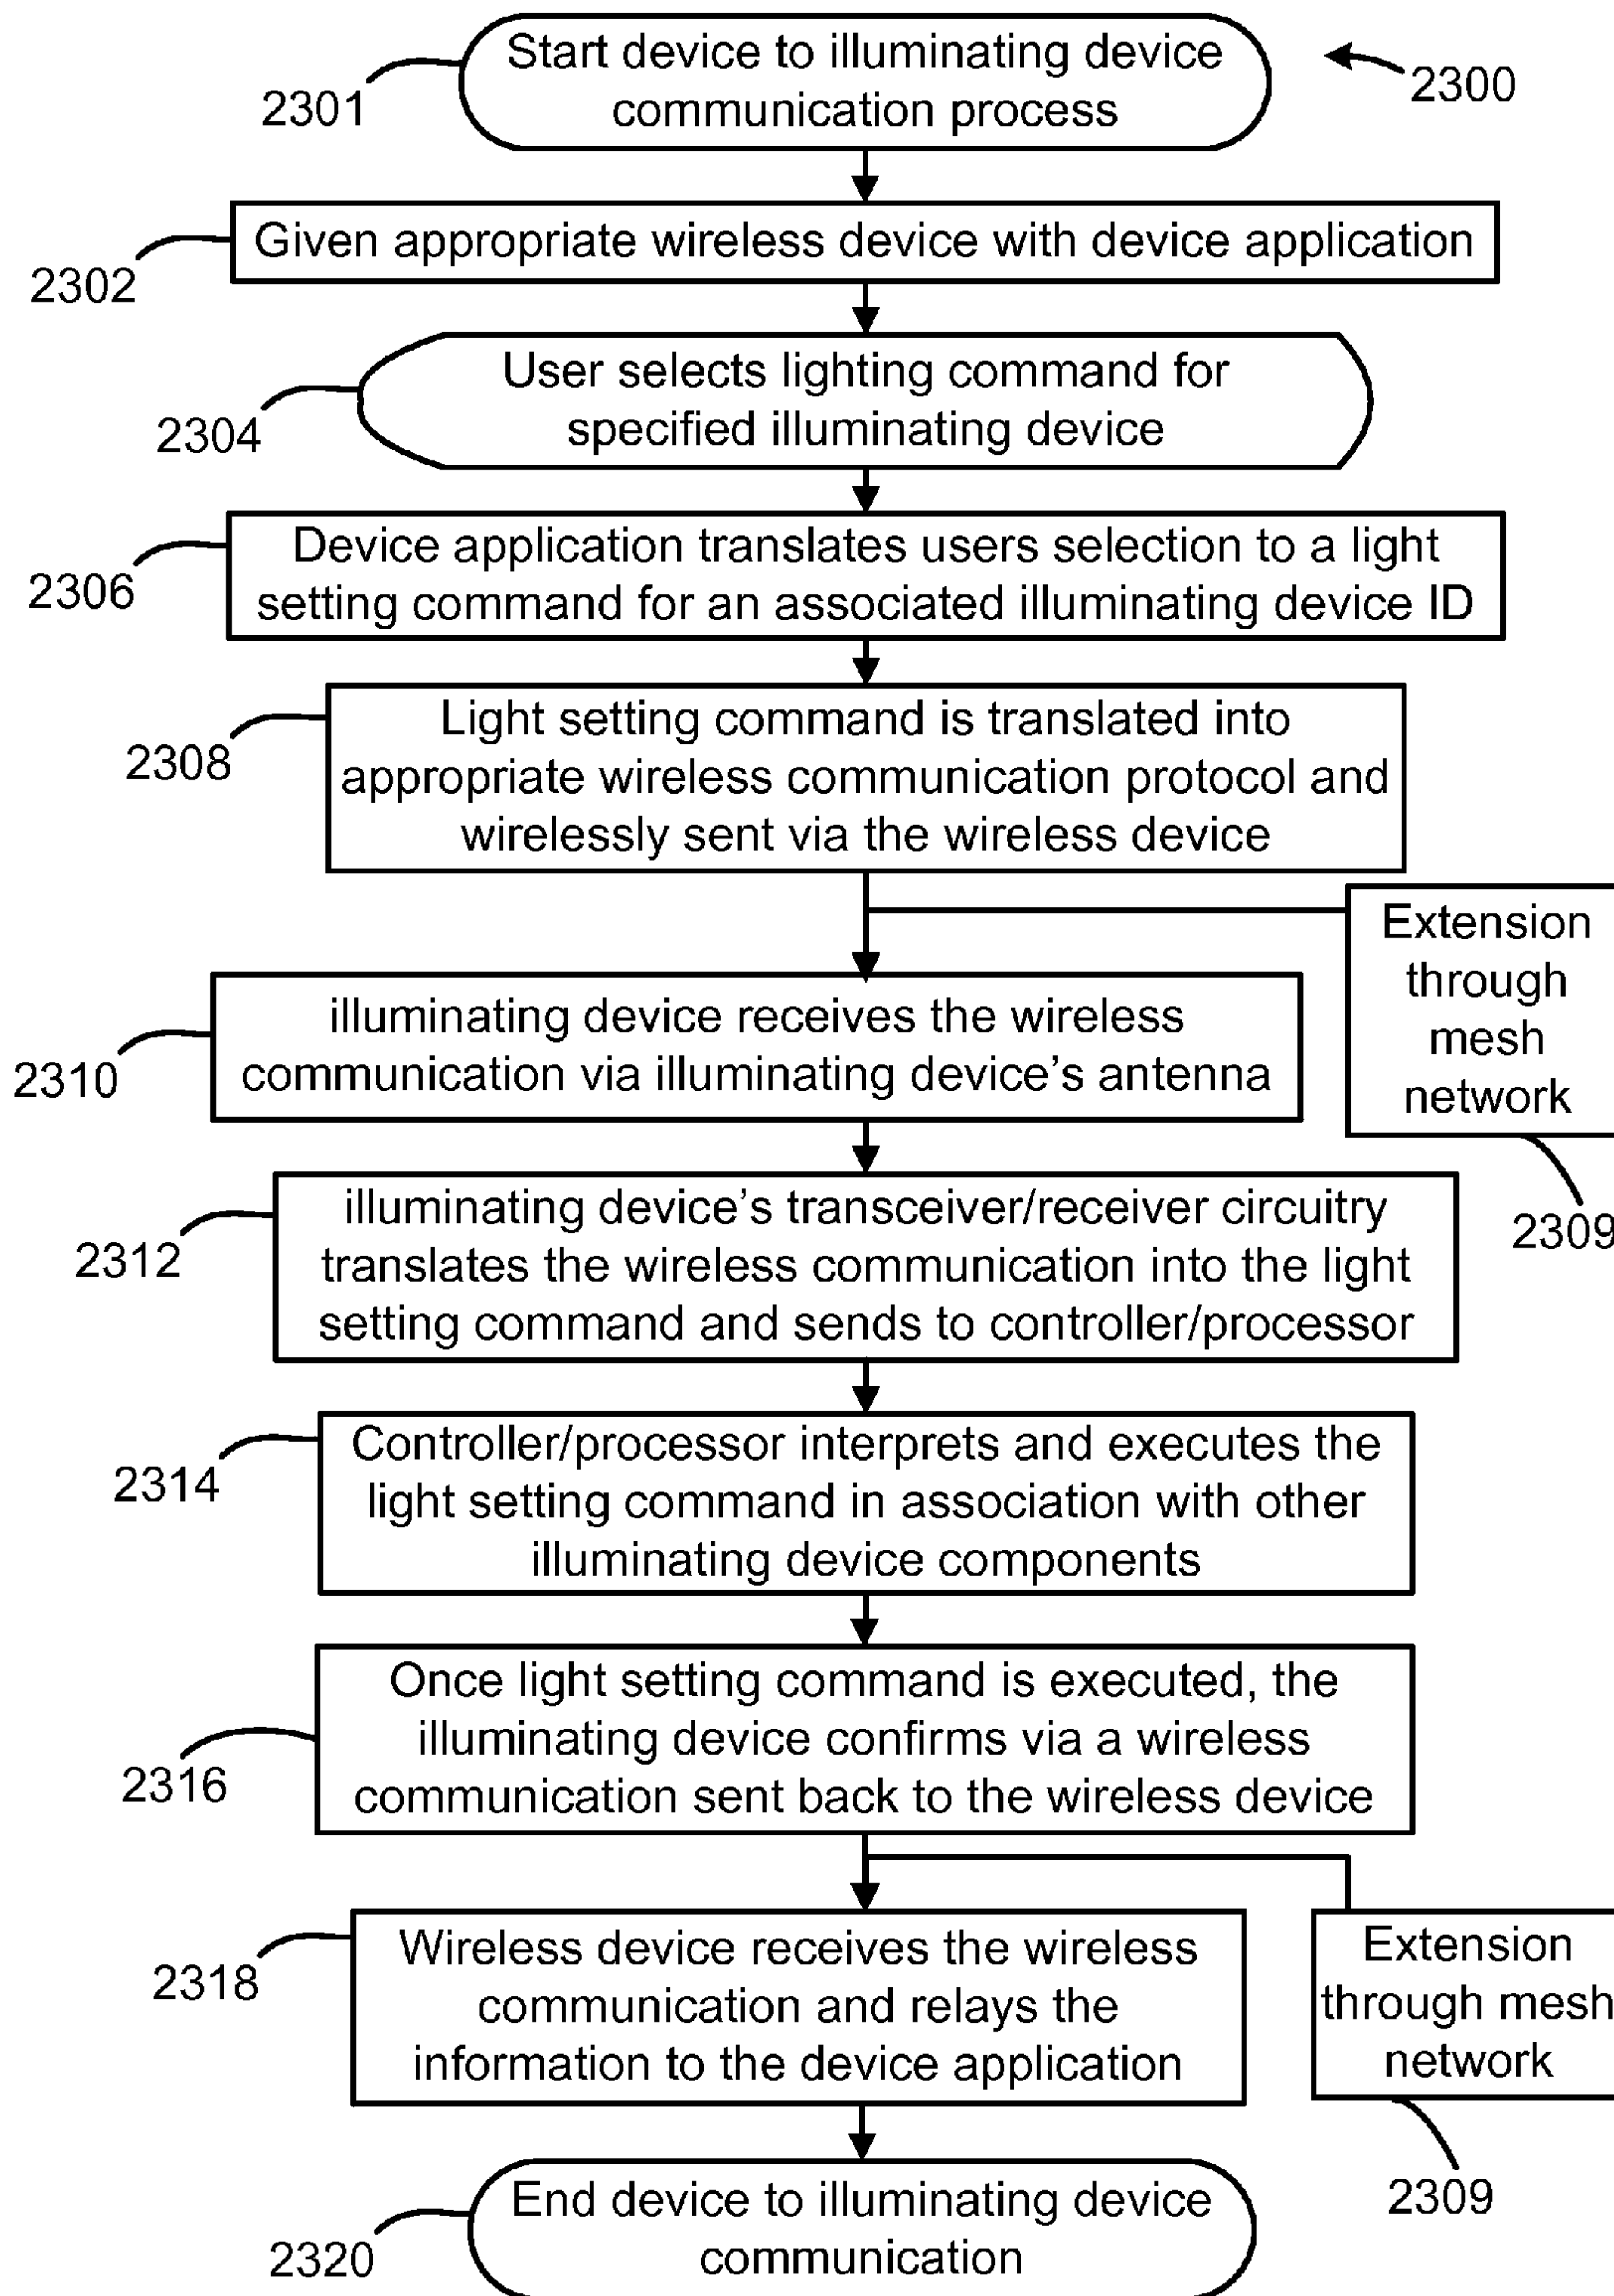 Start device to illuminating device
communication process
2300
2301
Given appropriate wireless device with device application
2302
User selects lighting command for
specified illuminating device
2304
Device application translates users selection to a light
setting command for an associated illuminating device ID
2306
Light setting command is translated into
appropriate wireless communication protocol and
wirelessly sent via the wireless device
2308
Extension
through
mesh
network
2309
illuminating device receives the wireless
communication via illuminating device's antenna
2310
illuminating device's transceiver/receiver circuitry
translates the wireless communication into the light
setting command and sends to controller/processor
2312
Controller/processor interprets and executes the
light setting command in association with other
illuminating device components
2314
Once light setting command is executed, the
illuminating device confirms via a wireless
communication sent back to the wireless device
2316
Wireless device receives the wireless
communication and relays the
information to the device application
2318
Extension
through mesh
network
2309
End device to illuminating device
communication
2320